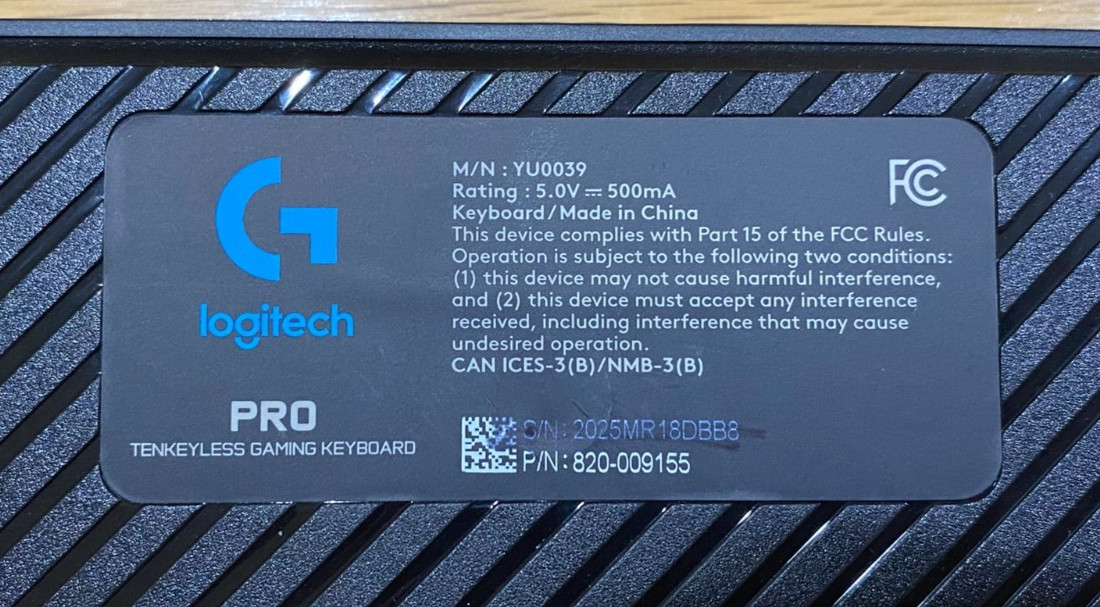 logitech
PRO
TENKEYLESS GAMING KEYBOARD
M/N : YU0039
Rating : 5.0V ⎓ 500mA
Keyboard / Made in China
This device complies with Part 15 of the FCC Rules.
Operation is subject to the following two conditions:
(1) this device may not cause harmful interference,
and (2) this device must accept any interference
received, including interference that may cause
undesired operation.
CAN ICES-3(B)/NMB-3(B)
S/N: 2025MR18DBB8
P/N: 820-009155
FC